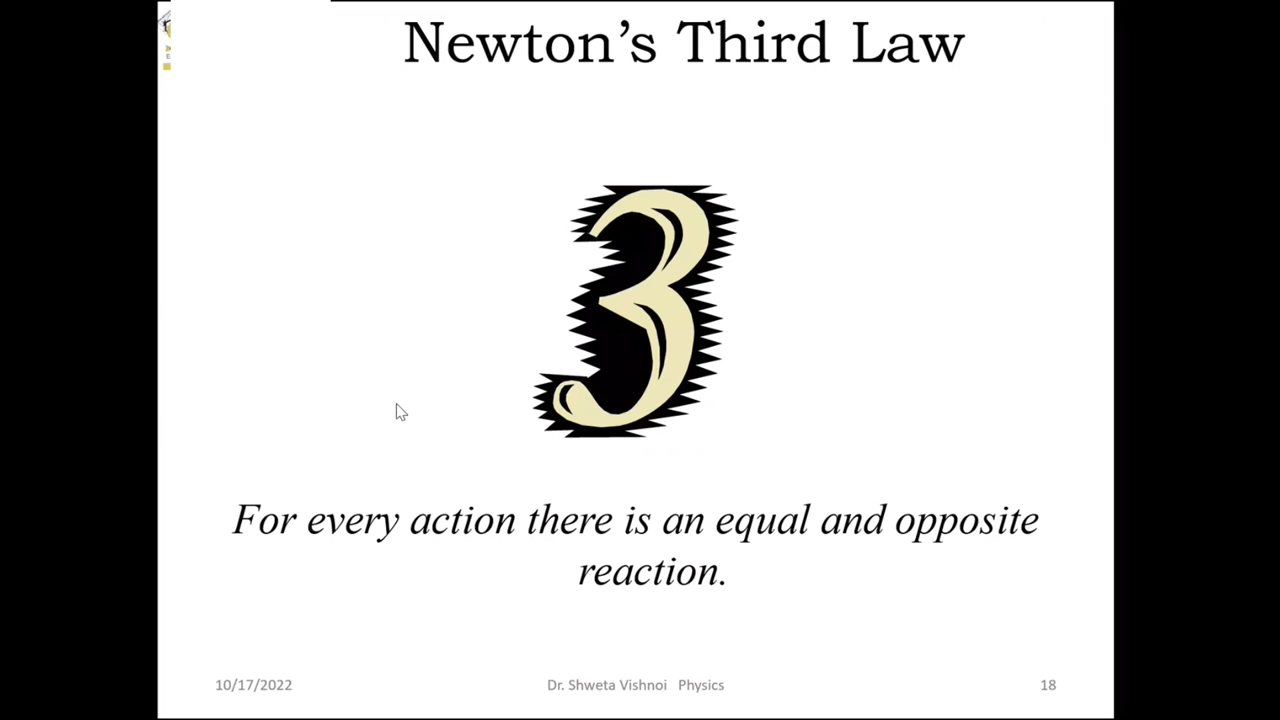 Newton’s Third Law
3
For every action there is an equal and opposite
reaction.
10/17/2022 Dr. Shweta Vishnoi Physics 18